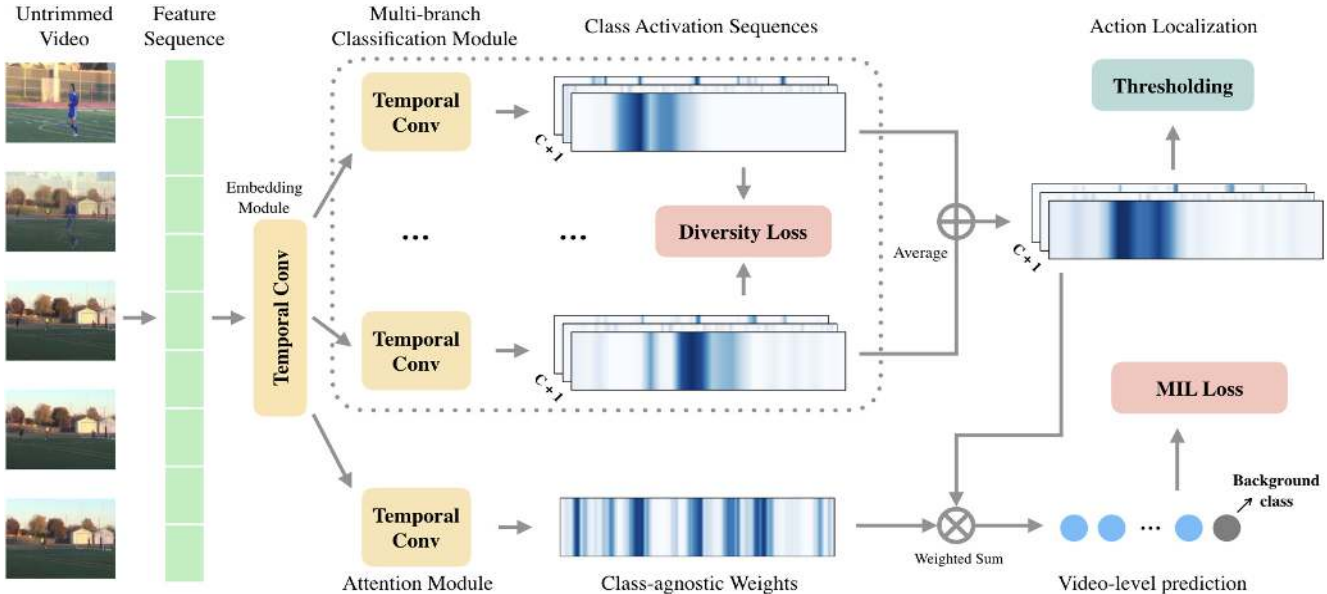 Untrimmed
Video
Feature
Sequence
Multi-branch
Classification Module
Class Activation Sequences
Action Localization
Temporal
Conv
C + 1
Thresholding
Embedding
Module
Temporal Conv
...
...
Diversity Loss
Average
C + 1
Temporal
Conv
C + 1
MIL Loss
Temporal
Conv
Background
class
...
Weighted Sum
Attention Module
Class-agnostic Weights
Video-level prediction